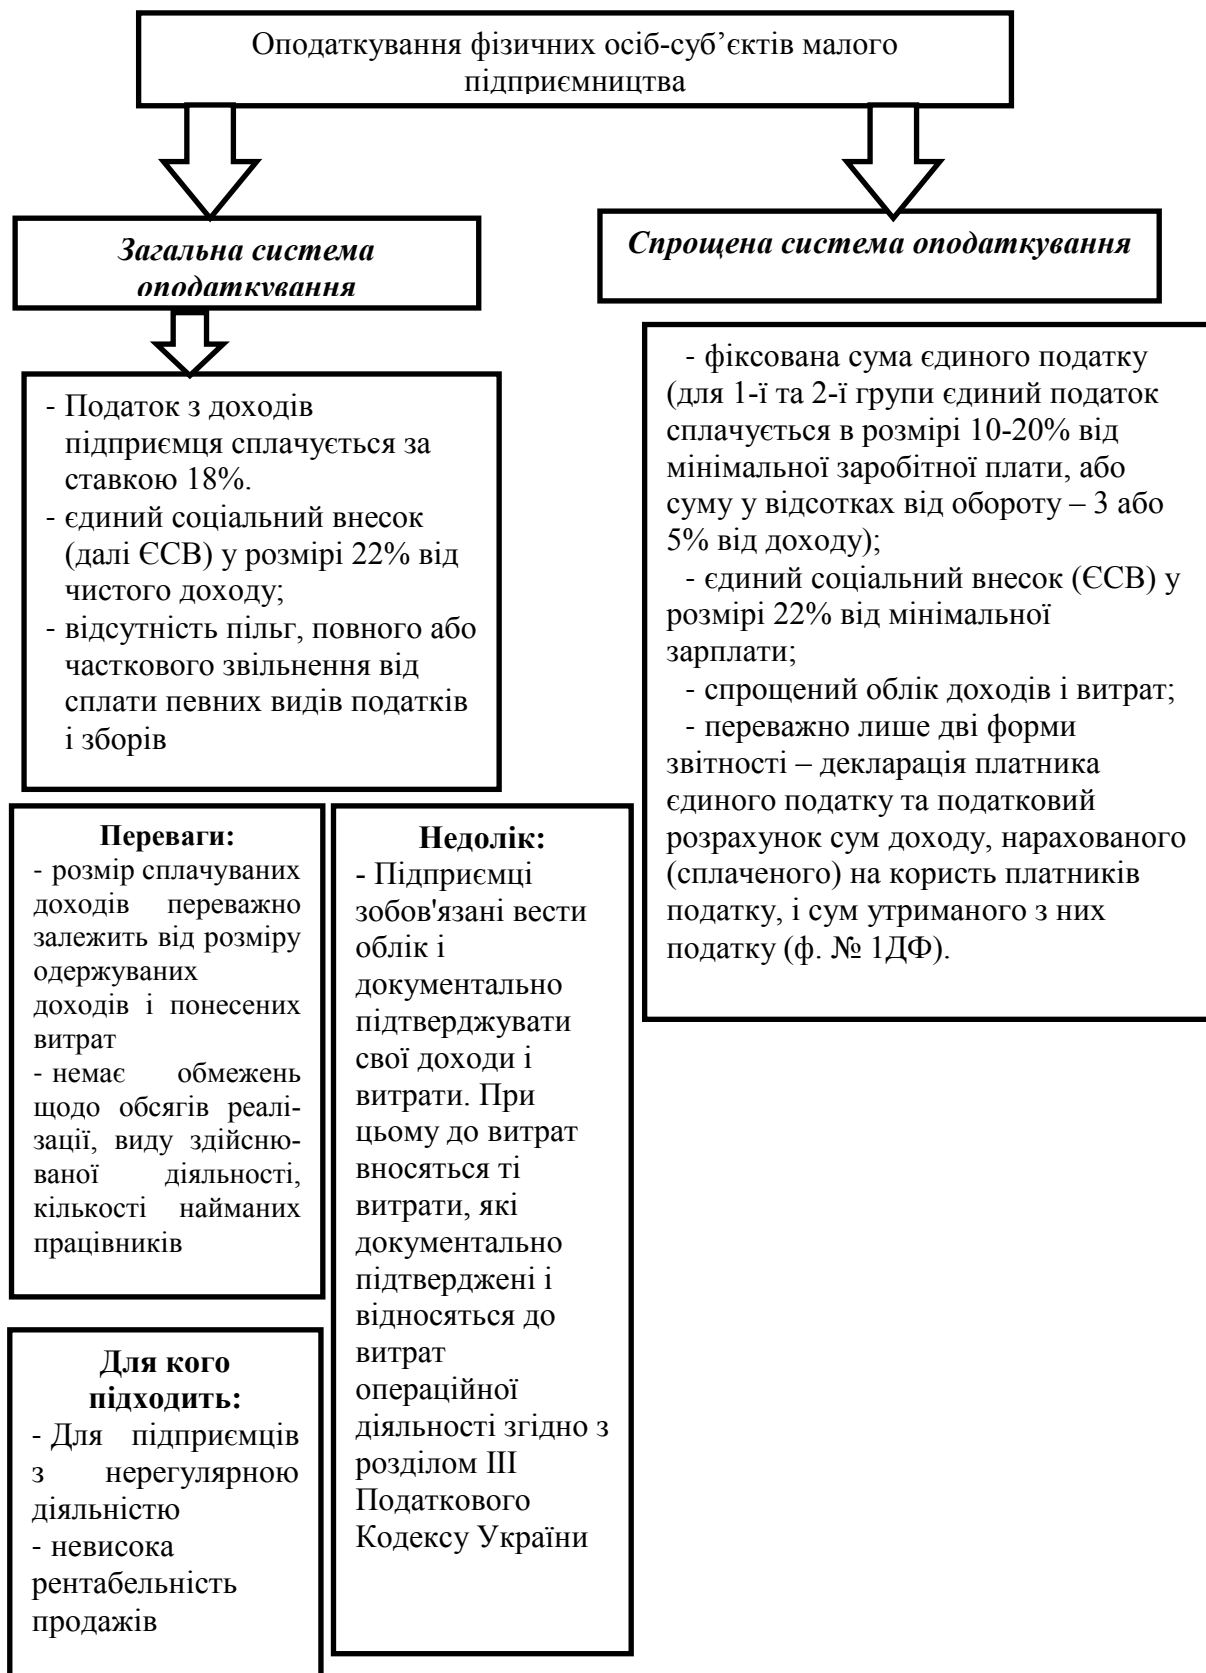 Оподаткування фізичних осіб-суб’єктів малого
підприємництва
Загальна система
оподаткування
Спрощена система оподаткування
- Податок з доходів
підприємця сплачується за
ставкою 18%.
- єдиний соціальний внесок
(далі ЄСВ) у розмірі 22% від
чистого доходу;
- відсутність пільг, повного або
часткового звільнення від
сплати певних видів податків
і зборів
- фіксована сума єдиного податку
(для 1-ї та 2-ї групи єдиний податок
сплачується в розмірі 10-20% від
мінімальної заробітної плати, або
суму у відсотках від обороту – 3 або
5% від доходу);
- єдиний соціальний внесок (ЄСВ) у
розмірі 22% від мінімальної
зарплати;
- спрощений облік доходів і витрат;
- переважно лише дві форми
звітності – декларація платника
єдиного податку та податковий
розрахунок сум доходу, нарахованого
(сплаченого) на користь платників
податку, і сум утриманого з них
податку (ф. № 1ДФ).
Переваги:
- розмір сплачуваних
доходів переважно
залежить від розміру
одержуваних
доходів і понесених
витрат
- немає обмежень
щодо обсягів реалі-
зації, виду здійсню-
ваної діяльності,
кількості найманих
працівників
Недолік:
- Підприємці
зобов'язані вести
облік і
документально
підтверджувати
свої доходи і
витрати. При
цьому до витрат
вносяться ті
витрати, які
документально
підтверджені і
відносяться до
витрат
операційної
діяльності згідно з
розділом ІІІ
Податкового
Кодексу України
Для кого
підходить:
- Для підприємців
з нерегулярною
діяльністю
- невисока
рентабельність
продажів